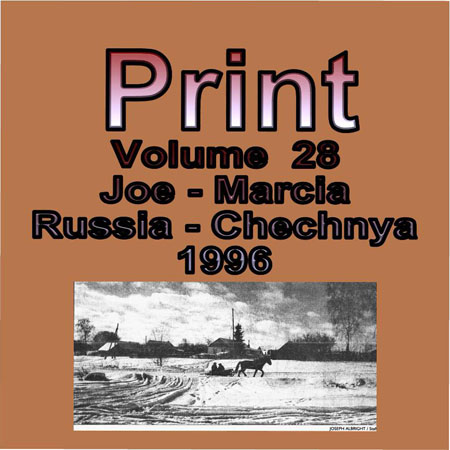 Print
Volume 28
Joe - Marcia
Russia - Chechnya
1996
JOSEPH ALBRIGHT /